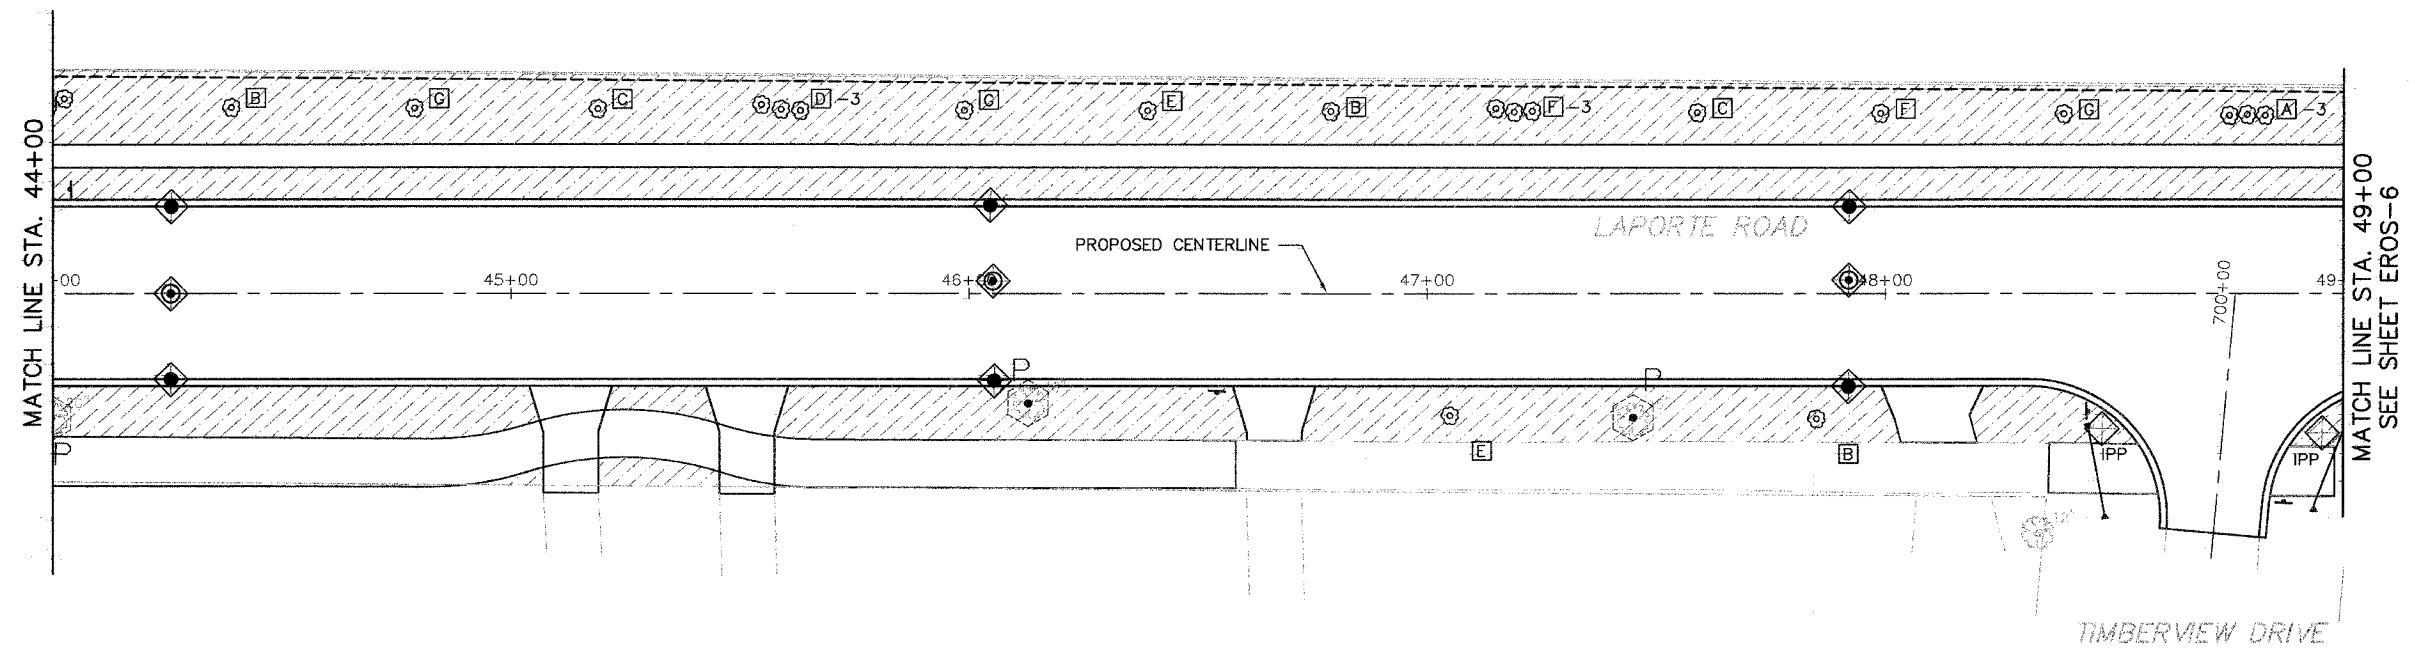 B
G
C
D -3
G
E
B
F -3
C
F
G
A -3
MATCH LINE STA. 44+00
MATCH LINE STA. 49+00
SEE SHEET EROS-6
LAPORTE ROAD
PROPOSED CENTERLINE
00
45+00
46+00
47+00
48+00
49
700+00
P
P
P
E
B
IPP
IPP
12"
TIMBERVIEW DRIVE